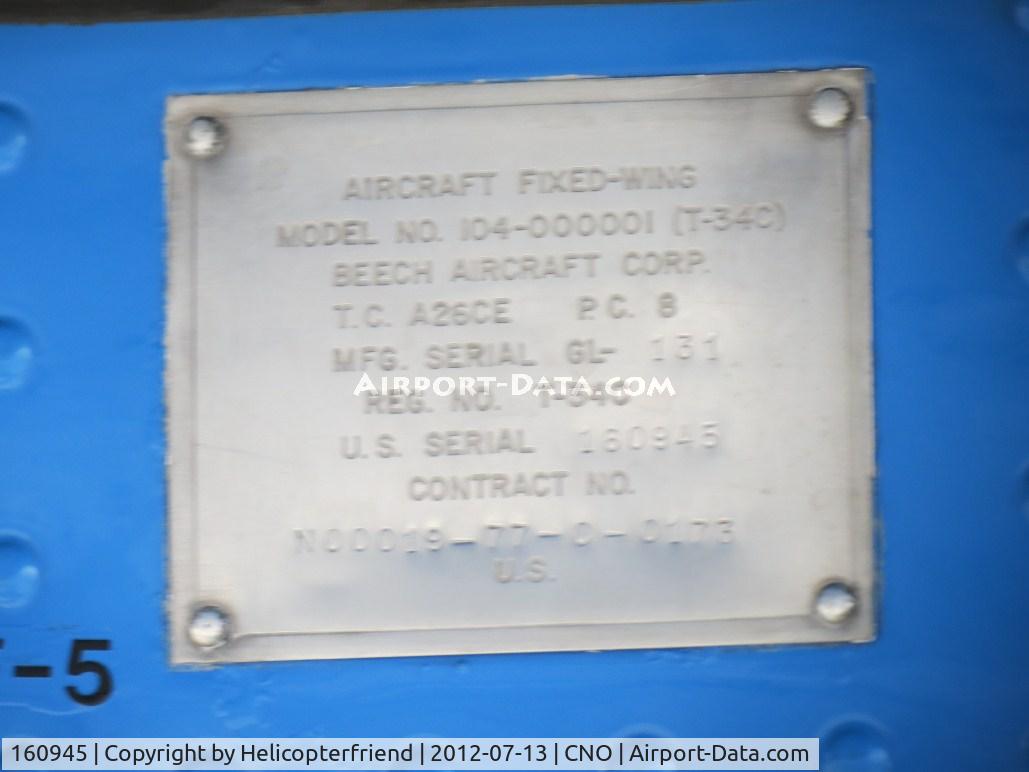 AIRCRAFT FIXED-WING
MODEL NO. 104-000001 (T-34C)
BEECH AIRCRAFT CORP.
T.C. A26CE P.C. 8
MFG. SERIAL GL- 131
AIRPORT-DATA.COM
REG. NO. T-34C
U.S. SERIAL 160945
CONTRACT NO.
N00019-77-C-0173
U.S.
-5
160945 | Copyright by Helicopterfriend | 2012-07-13 | CNO | Airport-Data.com